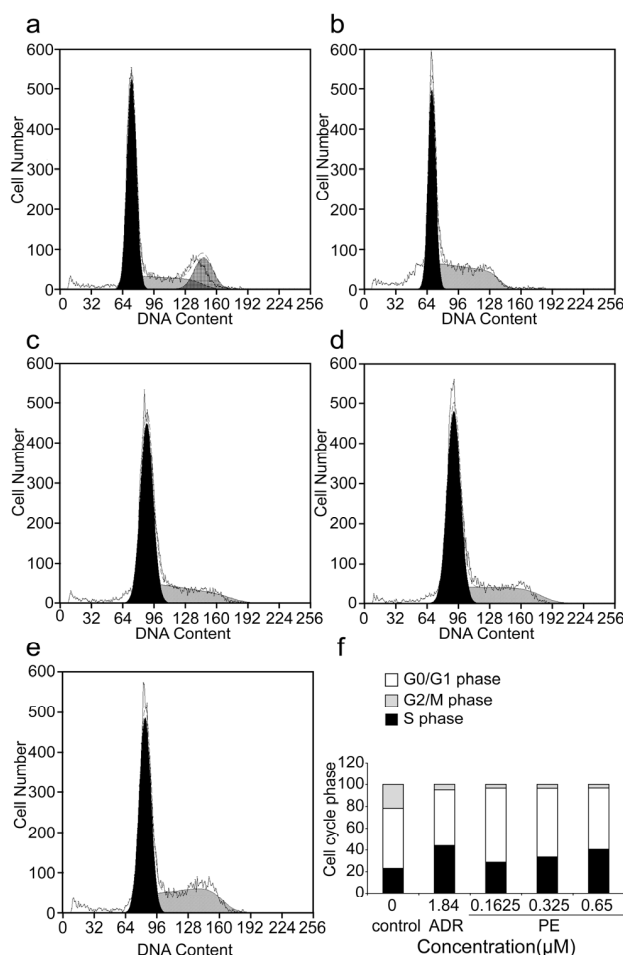 a
600
500
400
300
200
100
0
Cell Number
0 32 64 96 128 160 192 224 256
DNA Content
b
600
500
400
300
200
100
0
Cell Number
0 32 64 96 128 160 192 224 256
DNA Content
c
600
500
400
300
200
100
0
Cell Number
0 32 64 96 128 160 192 224 256
DNA Content
d
600
500
400
300
200
100
0
Cell Number
0 32 64 96 128 160 192 224 256
DNA Content
e
600
500
400
300
200
100
0
Cell Number
0 32 64 96 128 160 192 224 256
DNA Content
f
G0/G1 phase
G2/M phase
S phase
120
100
80
60
40
20
0
Cell cycle phase
0 1.84 0.1625 0.325 0.65
control ADR PE
Concentration(µM)